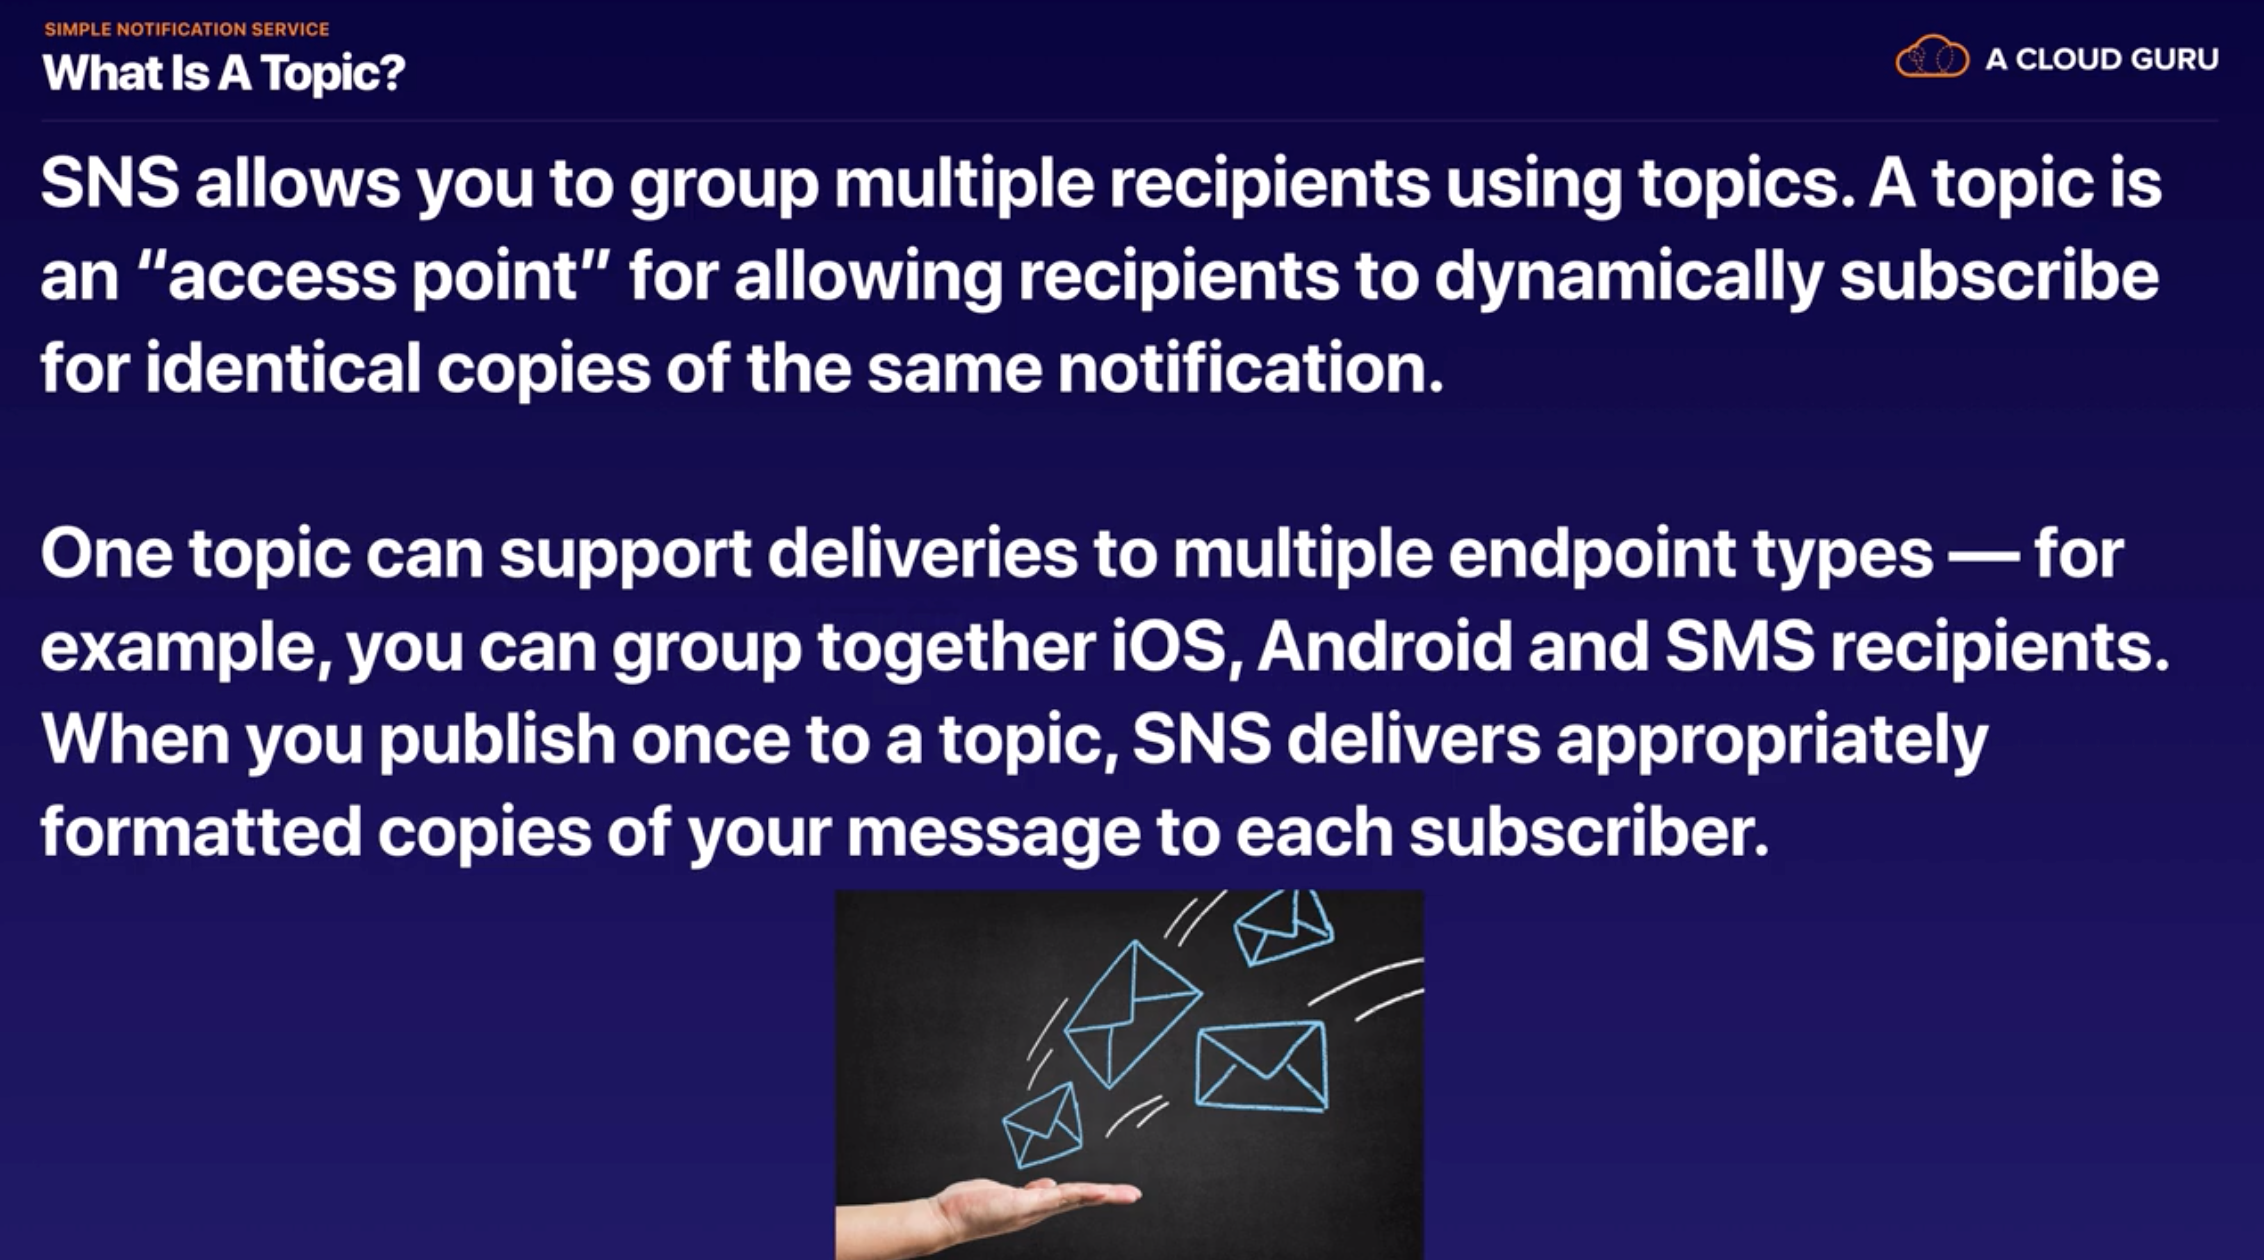 SIMPLE NOTIFICATION SERVICE
What Is A Topic?
A CLOUD GURU
SNS allows you to group multiple recipients using topics. A topic is
an “access point” for allowing recipients to dynamically subscribe
for identical copies of the same notification.
One topic can support deliveries to multiple endpoint types — for
example, you can group together iOS, Android and SMS recipients.
When you publish once to a topic, SNS delivers appropriately
formatted copies of your message to each subscriber.